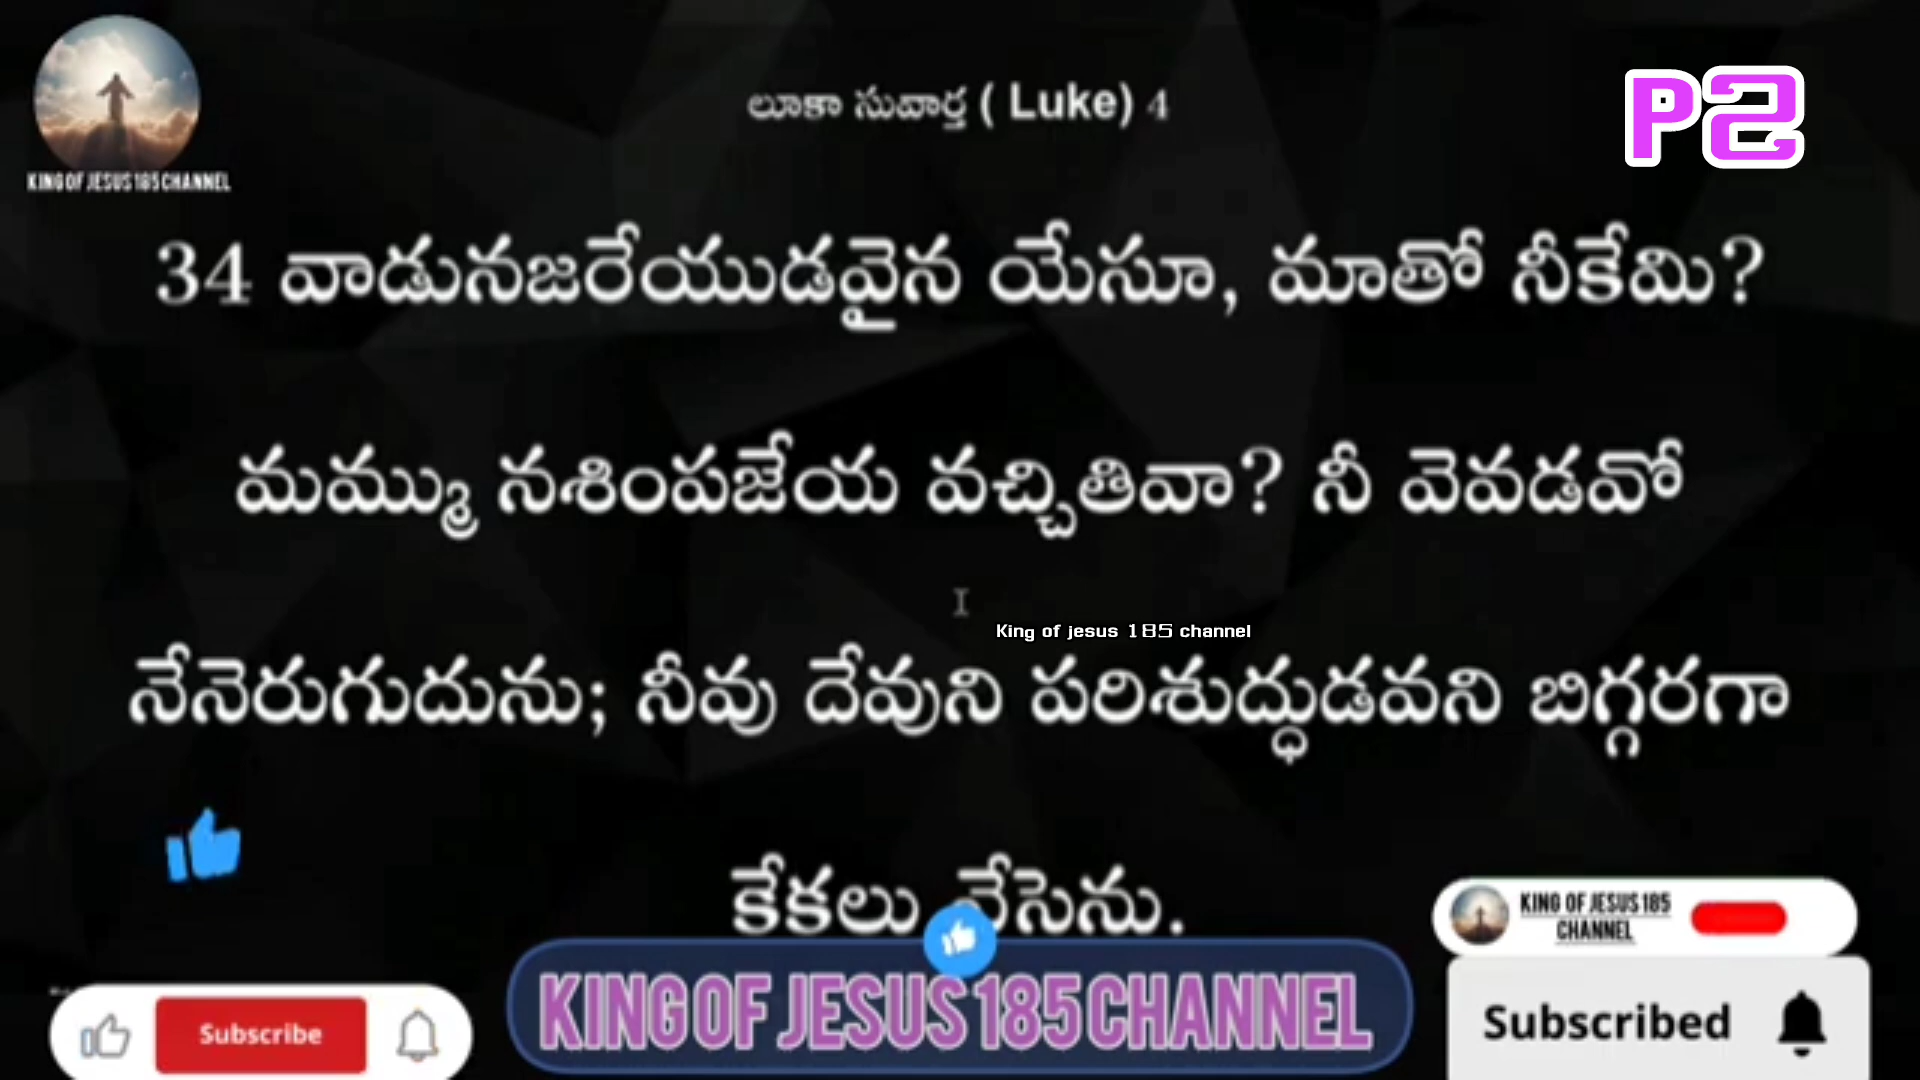 KING OF JESUS 185 CHANNEL
లూకా సువార్త ( Luke) 4
P2
34 వాడునజరేయుడవైన యేసూ, మాతో నీకేమి?
మమ్ము నశింపజేయ వచ్చితివా? నీ వెవడవో
King of jesus 185 channel
నేనెరుగుదును; నీవు దేవుని పరిశుద్ధుడవని బిగ్గరగా
కేకలు వేసెను.
KING OF JESUS 185
CHANNEL
Subscribe
KING OF JESUS 185 CHANNEL
Subscribed